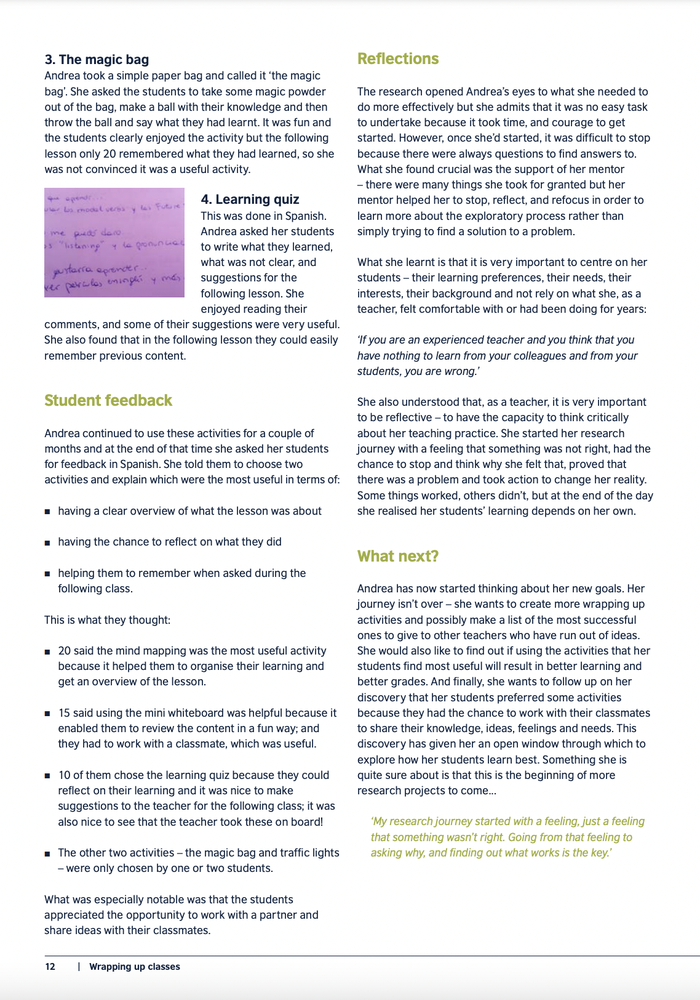 3. The magic bag
Andrea took a simple paper bag and called it ‘the magic
bag’. She asked the students to take some magic powder
out of the bag, make a ball with their knowledge and then
throw the ball and say what they had learnt. It was fun and
the students clearly enjoyed the activity but the following
lesson only 20 remembered what they had learned, so she
was not convinced it was a useful activity.
que aprendí...
usar los modal verbs y las Future
me quedó claro
"listening" y la pronuncia
gustaría aprender...
ver películas en inglés y más
4. Learning quiz
This was done in Spanish.
Andrea asked her students
to write what they learned,
what was not clear, and
suggestions for the
following lesson. She
enjoyed reading their
comments, and some of their suggestions were very useful.
She also found that in the following lesson they could easily
remember previous content.
Student feedback
Andrea continued to use these activities for a couple of
months and at the end of that time she asked her students
for feedback in Spanish. She told them to choose two
activities and explain which were the most useful in terms of:
■ having a clear overview of what the lesson was about
■ having the chance to reflect on what they did
■ helping them to remember when asked during the
following class.
This is what they thought:
■ 20 said the mind mapping was the most useful activity
because it helped them to organise their learning and
get an overview of the lesson.
■ 15 said using the mini whiteboard was helpful because it
enabled them to review the content in a fun way; and
they had to work with a classmate, which was useful.
■ 10 of them chose the learning quiz because they could
reflect on their learning and it was nice to make
suggestions to the teacher for the following class; it was
also nice to see that the teacher took these on board!
■ The other two activities – the magic bag and traffic lights
– were only chosen by one or two students.
What was especially notable was that the students
appreciated the opportunity to work with a partner and
share ideas with their classmates.
Reflections
The research opened Andrea’s eyes to what she needed to
do more effectively but she admits that it was no easy task
to undertake because it took time, and courage to get
started. However, once she’d started, it was difficult to stop
because there were always questions to find answers to.
What she found crucial was the support of her mentor
– there were many things she took for granted but her
mentor helped her to stop, reflect, and refocus in order to
learn more about the exploratory process rather than
simply trying to find a solution to a problem.
What she learnt is that it is very important to centre on her
students – their learning preferences, their needs, their
interests, their background and not rely on what she, as a
teacher, felt comfortable with or had been doing for years:
‘If you are an experienced teacher and you think that you
have nothing to learn from your colleagues and from your
students, you are wrong.’
She also understood that, as a teacher, it is very important
to be reflective – to have the capacity to think critically
about her teaching practice. She started her research
journey with a feeling that something was not right, had the
chance to stop and think why she felt that, proved that
there was a problem and took action to change her reality.
Some things worked, others didn’t, but at the end of the day
she realised her students’ learning depends on her own.
What next?
Andrea has now started thinking about her new goals. Her
journey isn’t over – she wants to create more wrapping up
activities and possibly make a list of the most successful
ones to give to other teachers who have run out of ideas.
She would also like to find out if using the activities that her
students find most useful will result in better learning and
better grades. And finally, she wants to follow up on her
discovery that her students preferred some activities
because they had the chance to work with their classmates
to share their knowledge, ideas, feelings and needs. This
discovery has given her an open window through which to
explore how her students learn best. Something she is
quite sure about is that this is the beginning of more
research projects to come...
‘My research journey started with a feeling, just a feeling
that something wasn’t right. Going from that feeling to
asking why, and finding out what works is the key.’
12 | Wrapping up classes